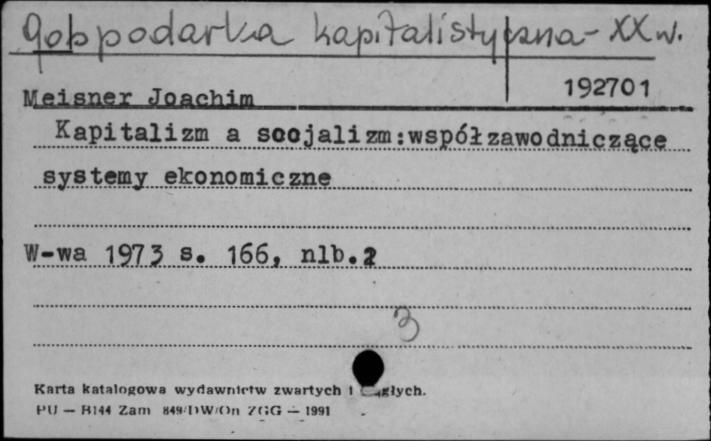 gospodarka kapitalistyczna - XX w.
192701
Meisner Joachim
Kapitalizm a socjalizm:współzawodniczące
systemy ekonomiczne
W-wa 1973 s. 166, nlb.2
3
Karta katalogowa wydawnictw zwartych i ciągłych.
PU — B144 Zam 849/DW/On ZGG — 1991